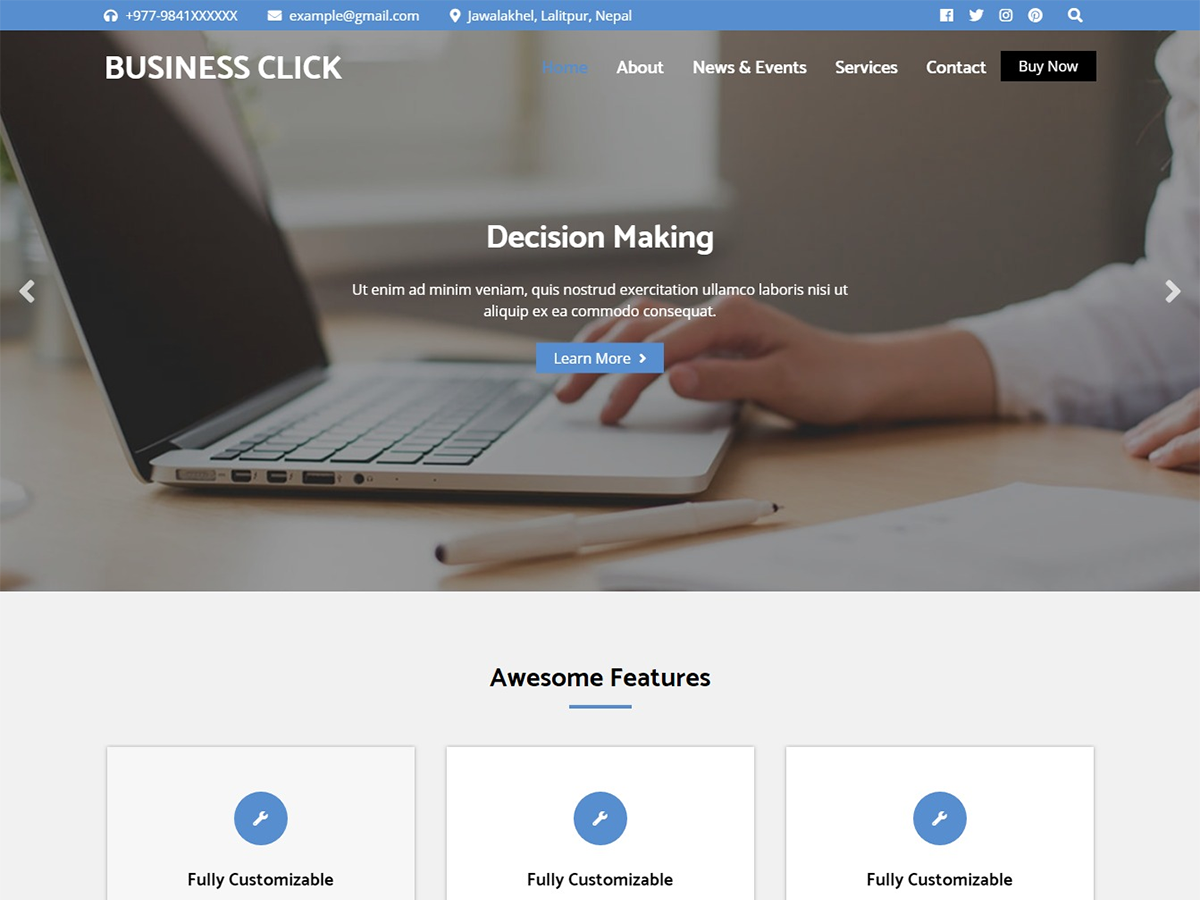 +977-9841XXXXXX example@gmail.com Jawalakhel, Lalitpur, Nepal
BUSINESS CLICK
Home About News & Events Services Contact Buy Now
Decision Making
Ut enim ad minim veniam, quis nostrud exercitation ullamco laboris nisi ut
aliquip ex ea commodo consequat.
Learn More
Awesome Features
Fully Customizable Fully Customizable Fully Customizable